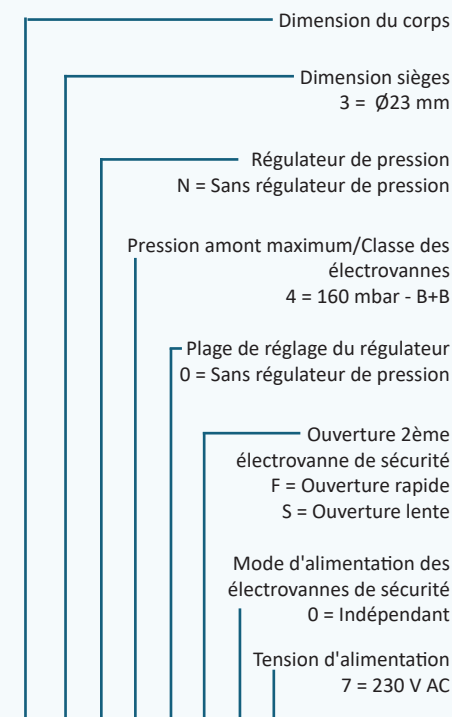 Dimension du corps
Dimension sièges
3 = Ø23 mm
Régulateur de pression
N = Sans régulateur de pression
Pression amont maximum/Classe des
électrovannes
4 = 160 mbar - B+B
Plage de réglage du régulateur
0 = Sans régulateur de pression
Ouverture 2ème
électrovanne de sécurité
F = Ouverture rapide
S = Ouverture lente
Mode d'alimentation des
électrovannes de sécurité
0 = Indépendant
Tension d'alimentation
7 = 230 V AC